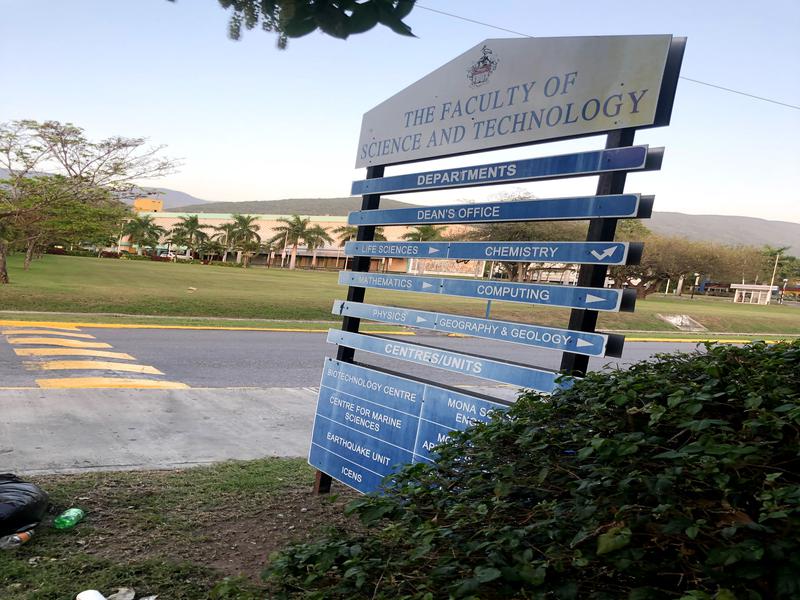 THE FACULTY OF
SCIENCE AND TECHNOLOGY
DEPARTMENTS
DEAN'S OFFICE
LIFE SCIENCES CHEMISTRY
MATHEMATICS COMPUTING
PHYSICS GEOGRAPHY & GEOLOGY
CENTRES/UNITS
BIOTECHNOLOGY CENTRE
CENTRE FOR MARINE
SCIENCES
EARTHQUAKE UNIT
ICENS
MONA